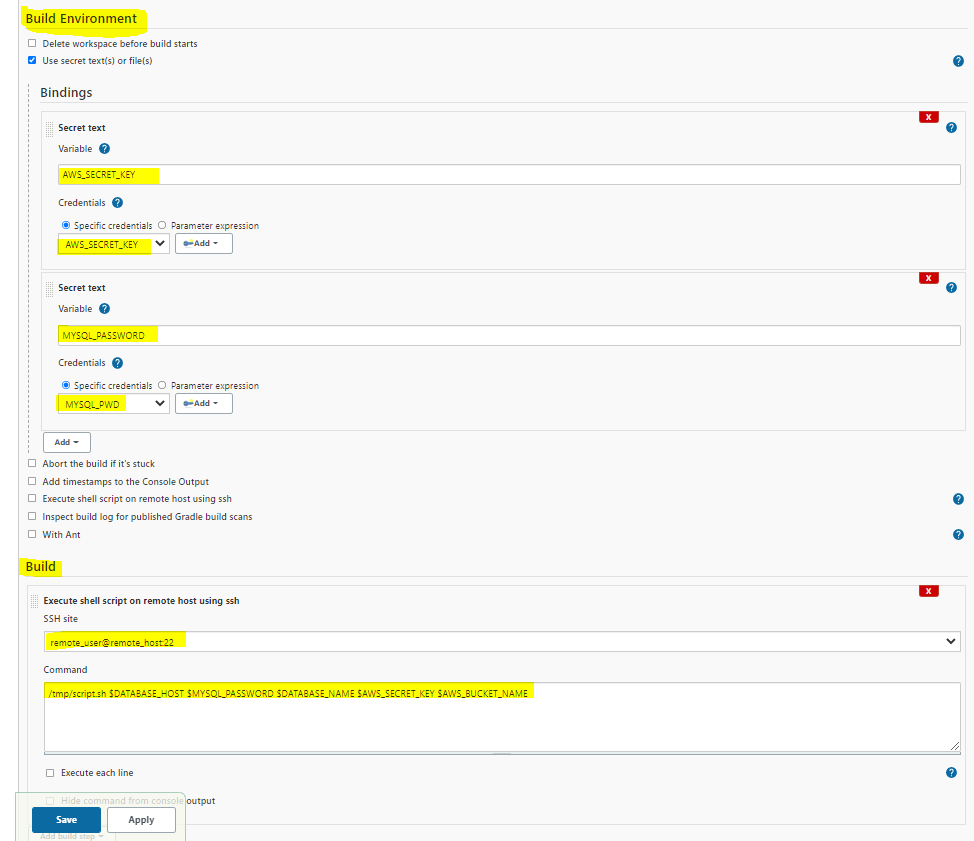 Build Environment
Delete workspace before build starts
Use secret text(s) or file(s)
?
Bindings
X
Secret text
?
Variable ?
AWS_SECRET_KEY
Credentials ?
Specific credentials Parameter expression
AWS_SECRET_KEY Add
X
Secret text
?
Variable ?
MYSQL_PASSWORD
Credentials ?
Specific credentials Parameter expression
MYSQL_PWD Add
Add
Abort the build if it's stuck
Add timestamps to the Console Output
Execute shell script on remote host using ssh ?
Inspect build log for published Gradle build scans
With Ant ?
Build
X
Execute shell script on remote host using ssh
SSH site
remote_user@remote_host:22
Command
/tmp/script.sh $DATABASE_HOST $MYSQL_PASSWORD $DATABASE_NAME $AWS_SECRET_KEY $AWS_BUCKET_NAME
Execute each line ?
Hide command from console output
Save Apply
Add build step